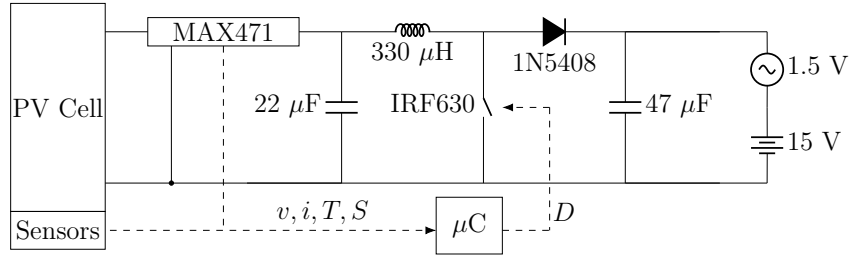 MAX471
330 μH
1N5408
1.5 V
PV Cell
22 μF
IRF630
47 μF
15 V
v, i, T, S
D
Sensors
μC